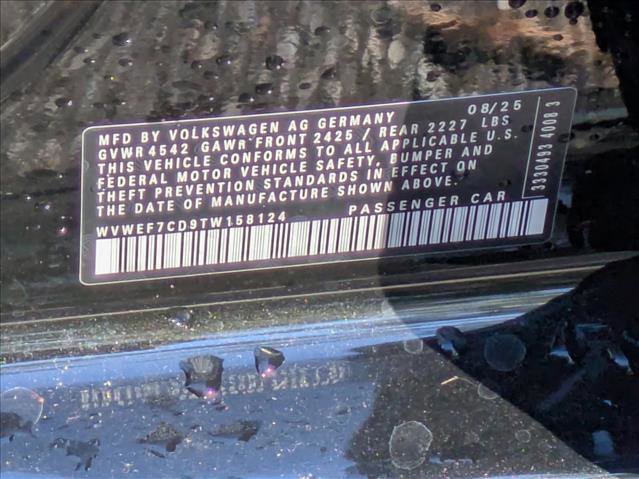 08/25
MFD BY VOLKSWAGEN AG GERMANY
GVWR 4542 GAWR FRONT 2425 / REAR 2227 LBS
THIS VEHICLE CONFORMS TO ALL APPLICABLE U.S.
FEDERAL MOTOR VEHICLE SAFETY, BUMPER AND
THEFT PREVENTION STANDARDS IN EFFECT ON
THE DATE OF MANUFACTURE SHOWN ABOVE.
WVWEF7CD9TW158124 PASSENGER CAR
3330493 4008 3